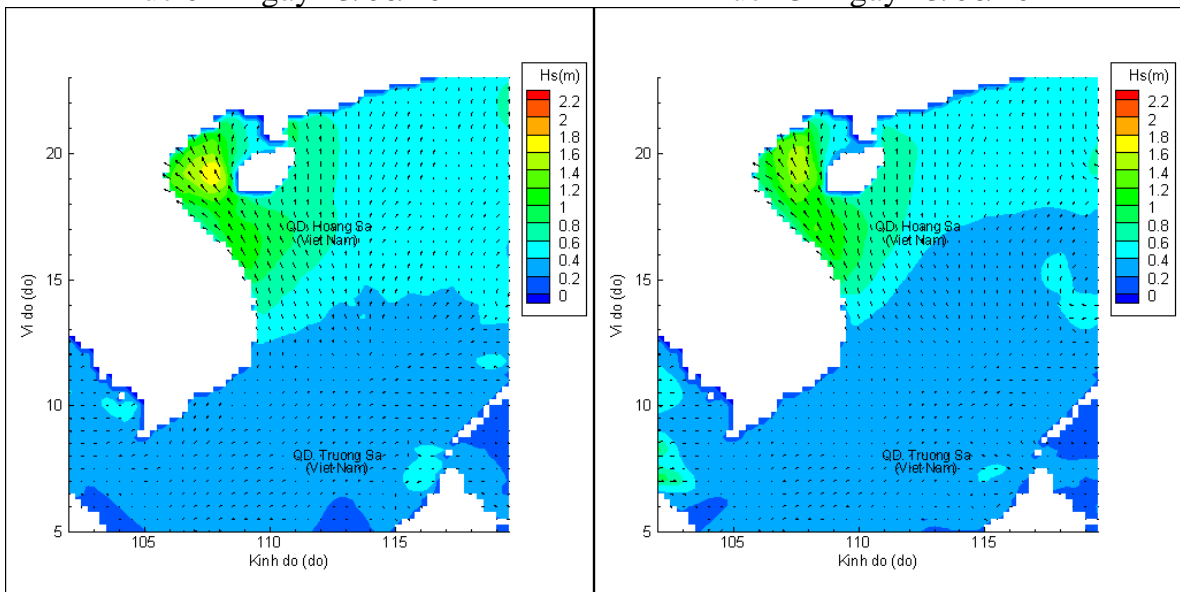 Hs(m)
2.2
2
1.8
1.6
1.4
1.2
1
0.8
0.6
0.4
0.2
0
20
15
10
5
105
110
115
Vi do (do)
Kinh do (do)
QD. Hoang Sa
(Viet Nam)
QD. Truong Sa
(Viet Nam)
Hs(m)
2.2
2
1.8
1.6
1.4
1.2
1
0.8
0.6
0.4
0.2
0
20
15
10
5
105
110
115
Vi do (do)
Kinh do (do)
QD. Hoang Sa
(Viet Nam)
QD. Truong Sa
(Viet Nam)